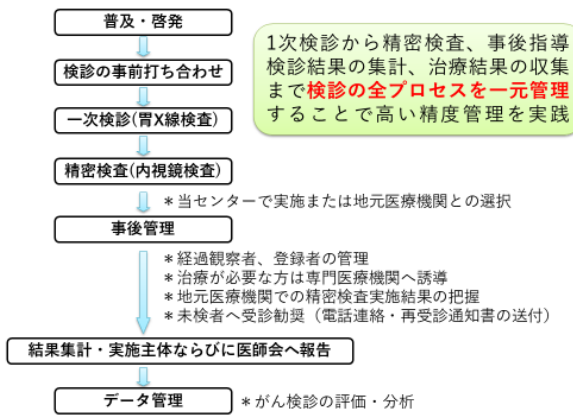 普及・啓発
検診の事前打ち合わせ
一次検診(胃X線検査)
精密検査(内視鏡検査)
＊当センターで実施または地元医療機関との選択
事後管理
＊経過観察者、登録者の管理
＊治療が必要な方は専門医療機関へ誘導
＊地元医療機関での精密検査実施結果の把握
＊未検者へ受診勧奨（電話連絡・再受診通知書の送付）
結果集計・実施主体ならびに医師会へ報告
データ管理
＊がん検診の評価・分析
1次検診から精密検査、事後指導
検診結果の集計、治療結果の収集
まで検診の全プロセスを一元管理
することで高い精度管理を実践